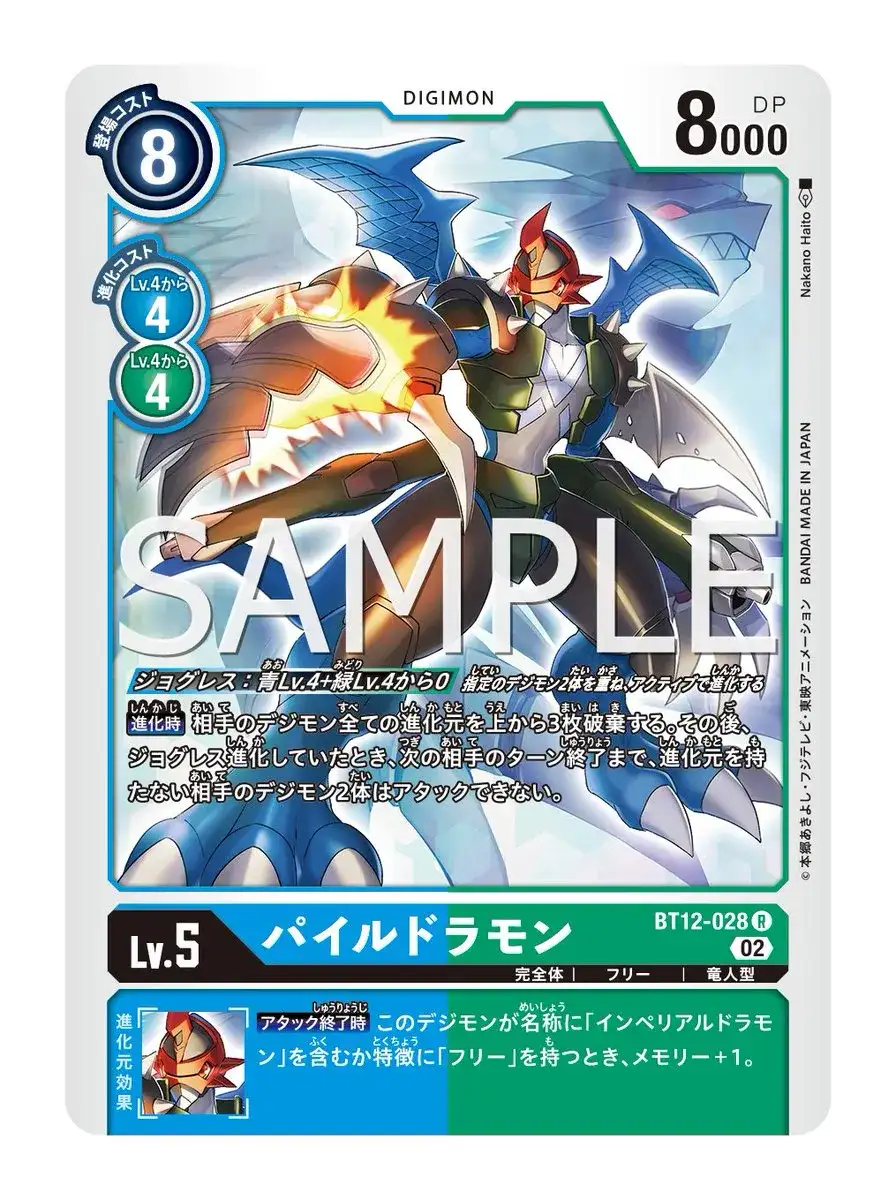 DIGIMON
登場コスト
8
DP
8000
進化コスト
Lv.4から
4
Lv.4から
4
Nakano Haito
SAMPLE
ジョグレス:青Lv.4+緑Lv.4から0 指定のデジモン2体を重ね、アクティブで進化する
進化時 相手のデジモン全ての進化元を上から3枚破棄する。その後、
ジョグレス進化していたとき、次の相手のターン終了まで、進化元を持
たない相手のデジモン2体はアタックできない。
©本郷あきよし・フジテレビ・東映アニメーション BANDAI MADE IN JAPAN
Lv.5
パイルドラモン
BT12-028 R
02
完全体 | フリー | 竜人型
進化元効果
アタック終了時 このデジモンが名称に「インペリアルドラモ
ン」を含むか特徴に「フリー」を持つとき、メモリー+1。